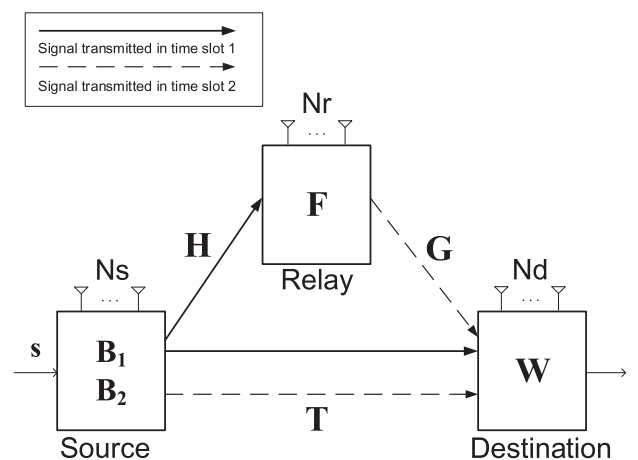 Signal transmitted in time slot 1
Signal transmitted in time slot 2
Nr
...
F
Relay
H
G
Ns
...
Nd
...
s
B₁
B₂
W
T
Source
Destination